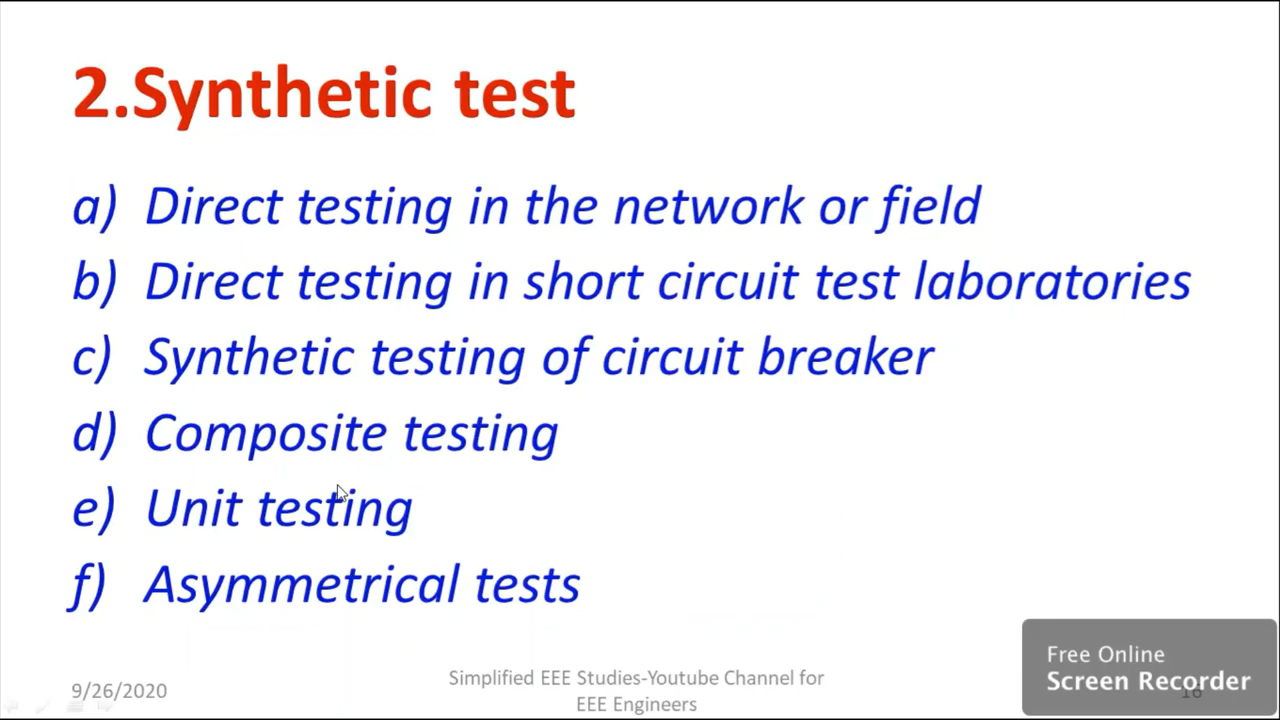 2.Synthetic test
a) Direct testing in the network or field
b) Direct testing in short circuit test laboratories
c) Synthetic testing of circuit breaker
d) Composite testing
e) Unit testing
f) Asymmetrical tests
9/26/2020
Simplified EEE Studies-Youtube Channel for
EEE Engineers
16
Free Online
Screen Recorder